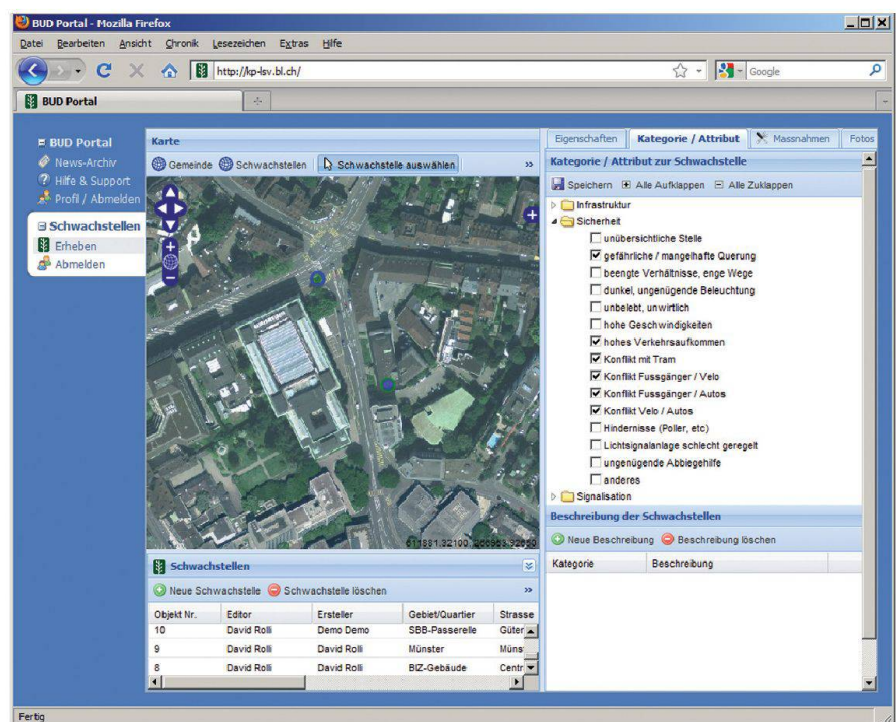 BUD Portal - Mozilla Firefox
Datei Bearbeiten Ansicht Chronik Lesezeichen Extras Hilfe
http://kp-lsv.bl.ch/
Google
BUD Portal
BUD Portal
News-Archiv
Hilfe & Support
Profil / Abmelden
Schwachstellen
Erheben
Abmelden
Karte
Gemeinde Schwachstellen Schwachstelle auswählen
Schwachstellen
Neue Schwachstelle Schwachstelle löschen
Objekt Nr. Editor Ersteller Gebiet/Quartier Strasse
10 David Rolli Demo Demo SBB-Passerelle Güter
9 David Rolli David Rolli Münster Müns
8 David Rolli David Rolli BIZ-Gebäude Centr
Eigenschaften Kategorie / Attribut Massnahmen Fotos
Kategorie / Attribut zur Schwachstelle
Speichern Alle Aufklappen Alle Zuklappen
Infrastruktur
Sicherheit
unübersichtliche Stelle
gefährliche / mangelhafte Querung
beengte Verhältnisse, enge Wege
dunkel, ungenügende Beleuchtung
unbelebt, unwirtlich
hohe Geschwindigkeiten
hohes Verkehrsaufkommen
Konflikt mit Tram
Konflikt Fussgänger / Velo
Konflikt Fussgänger / Autos
Konflikt Velo / Autos
Hindernisse (Poller, etc)
Lichtsignalanlage schlecht geregelt
ungenügende Abbiegehilfe
anderes
Signalisation
Beschreibung der Schwachstellen
Neue Beschreibung Beschreibung löschen
Kategorie Beschreibung
Fertig